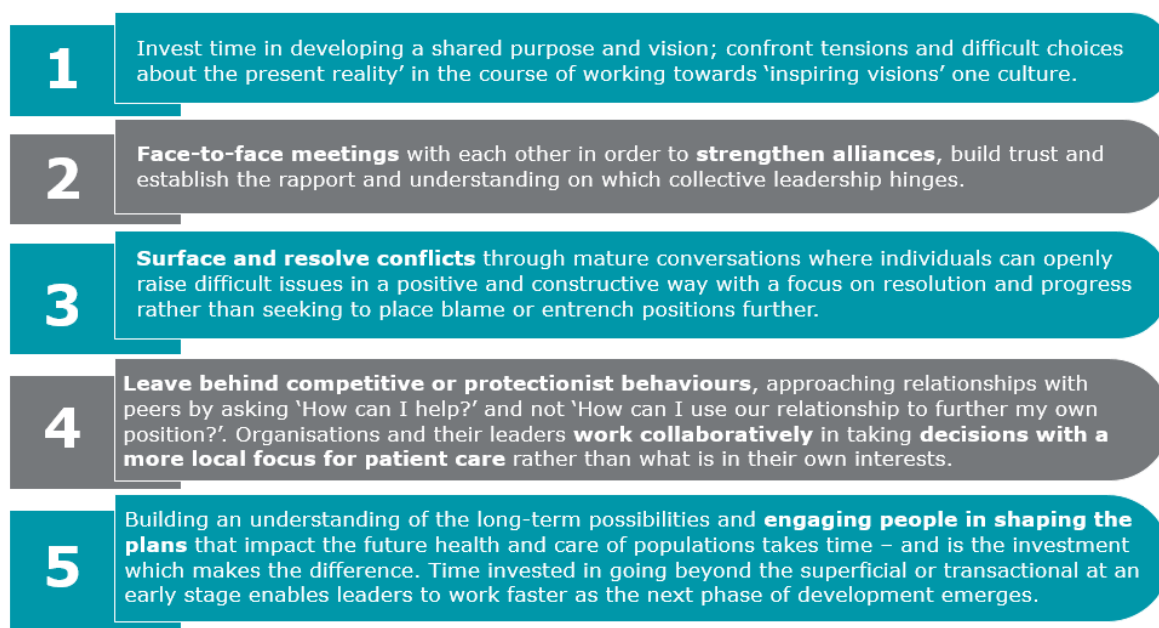 1
Invest time in developing a shared purpose and vision; confront tensions and difficult choices
about the present reality’ in the course of working towards ‘inspiring visions’ one culture.
2
Face-to-face meetings with each other in order to strengthen alliances, build trust and
establish the rapport and understanding on which collective leadership hinges.
3
Surface and resolve conflicts through mature conversations where individuals can openly
raise difficult issues in a positive and constructive way with a focus on resolution and progress
rather than seeking to place blame or entrench positions further.
4
Leave behind competitive or protectionist behaviours, approaching relationships with
peers by asking ‘How can I help?’ and not ‘How can I use our relationship to further my own
position?’. Organisations and their leaders work collaboratively in taking decisions with a
more local focus for patient care rather than what is in their own interests.
5
Building an understanding of the long-term possibilities and engaging people in shaping the
plans that impact the future health and care of populations takes time – and is the investment
which makes the difference. Time invested in going beyond the superficial or transactional at an
early stage enables leaders to work faster as the next phase of development emerges.